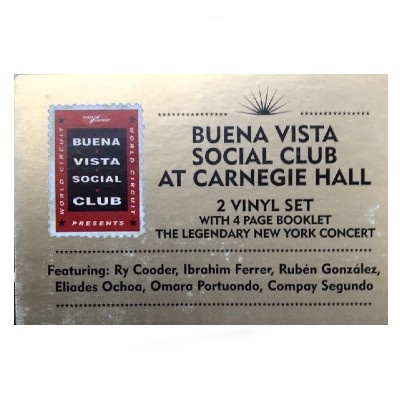 WORLD CIRCUIT
BUENA
VISTA
SOCIAL
CLUB
WORLD CIRCUIT
PRESENTS
BUENA VISTA
SOCIAL CLUB
AT CARNEGIE HALL
2 VINYL SET
WITH 4 PAGE BOOKLET
THE LEGENDARY NEW YORK CONCERT
Featuring: Ry Cooder, Ibrahim Ferrer, Rubén González,
Eliades Ochoa, Omara Portuondo, Compay Segundo